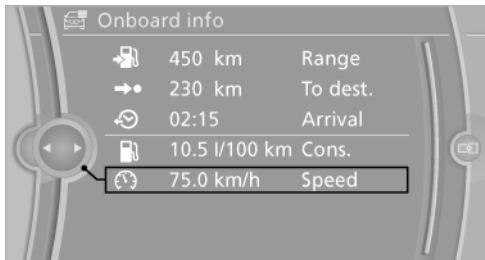 Onboard info
450 km Range
230 km To dest.
02:15 Arrival
10.5 l/100 km Cons.
75.0 km/h Speed